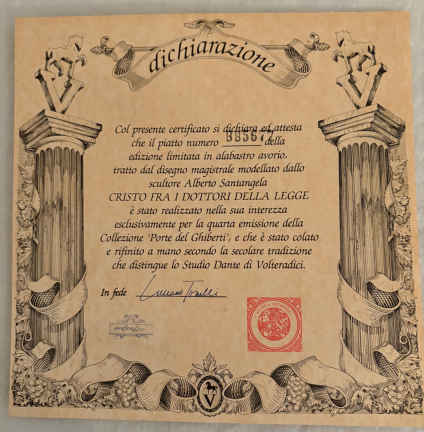 dichiarazione
Col presente certificato si dichiara ed attesta
che il piatto numero della
edizione limitata in alabastro avorio,
tratto dal disegno magistrale modellato dallo
scultore Alberto Santangela
CRISTO FRA I DOTTORI DELLA LEGGE
è stato realizzato nella sua interezza
esclusivamente per la quarta emissione della
Collezione 'Porte del Ghiberti', e che è stato colato
e rifinito a mano secondo la secolare tradizione
che distingue lo Studio Dante di Volteradici.
In fede